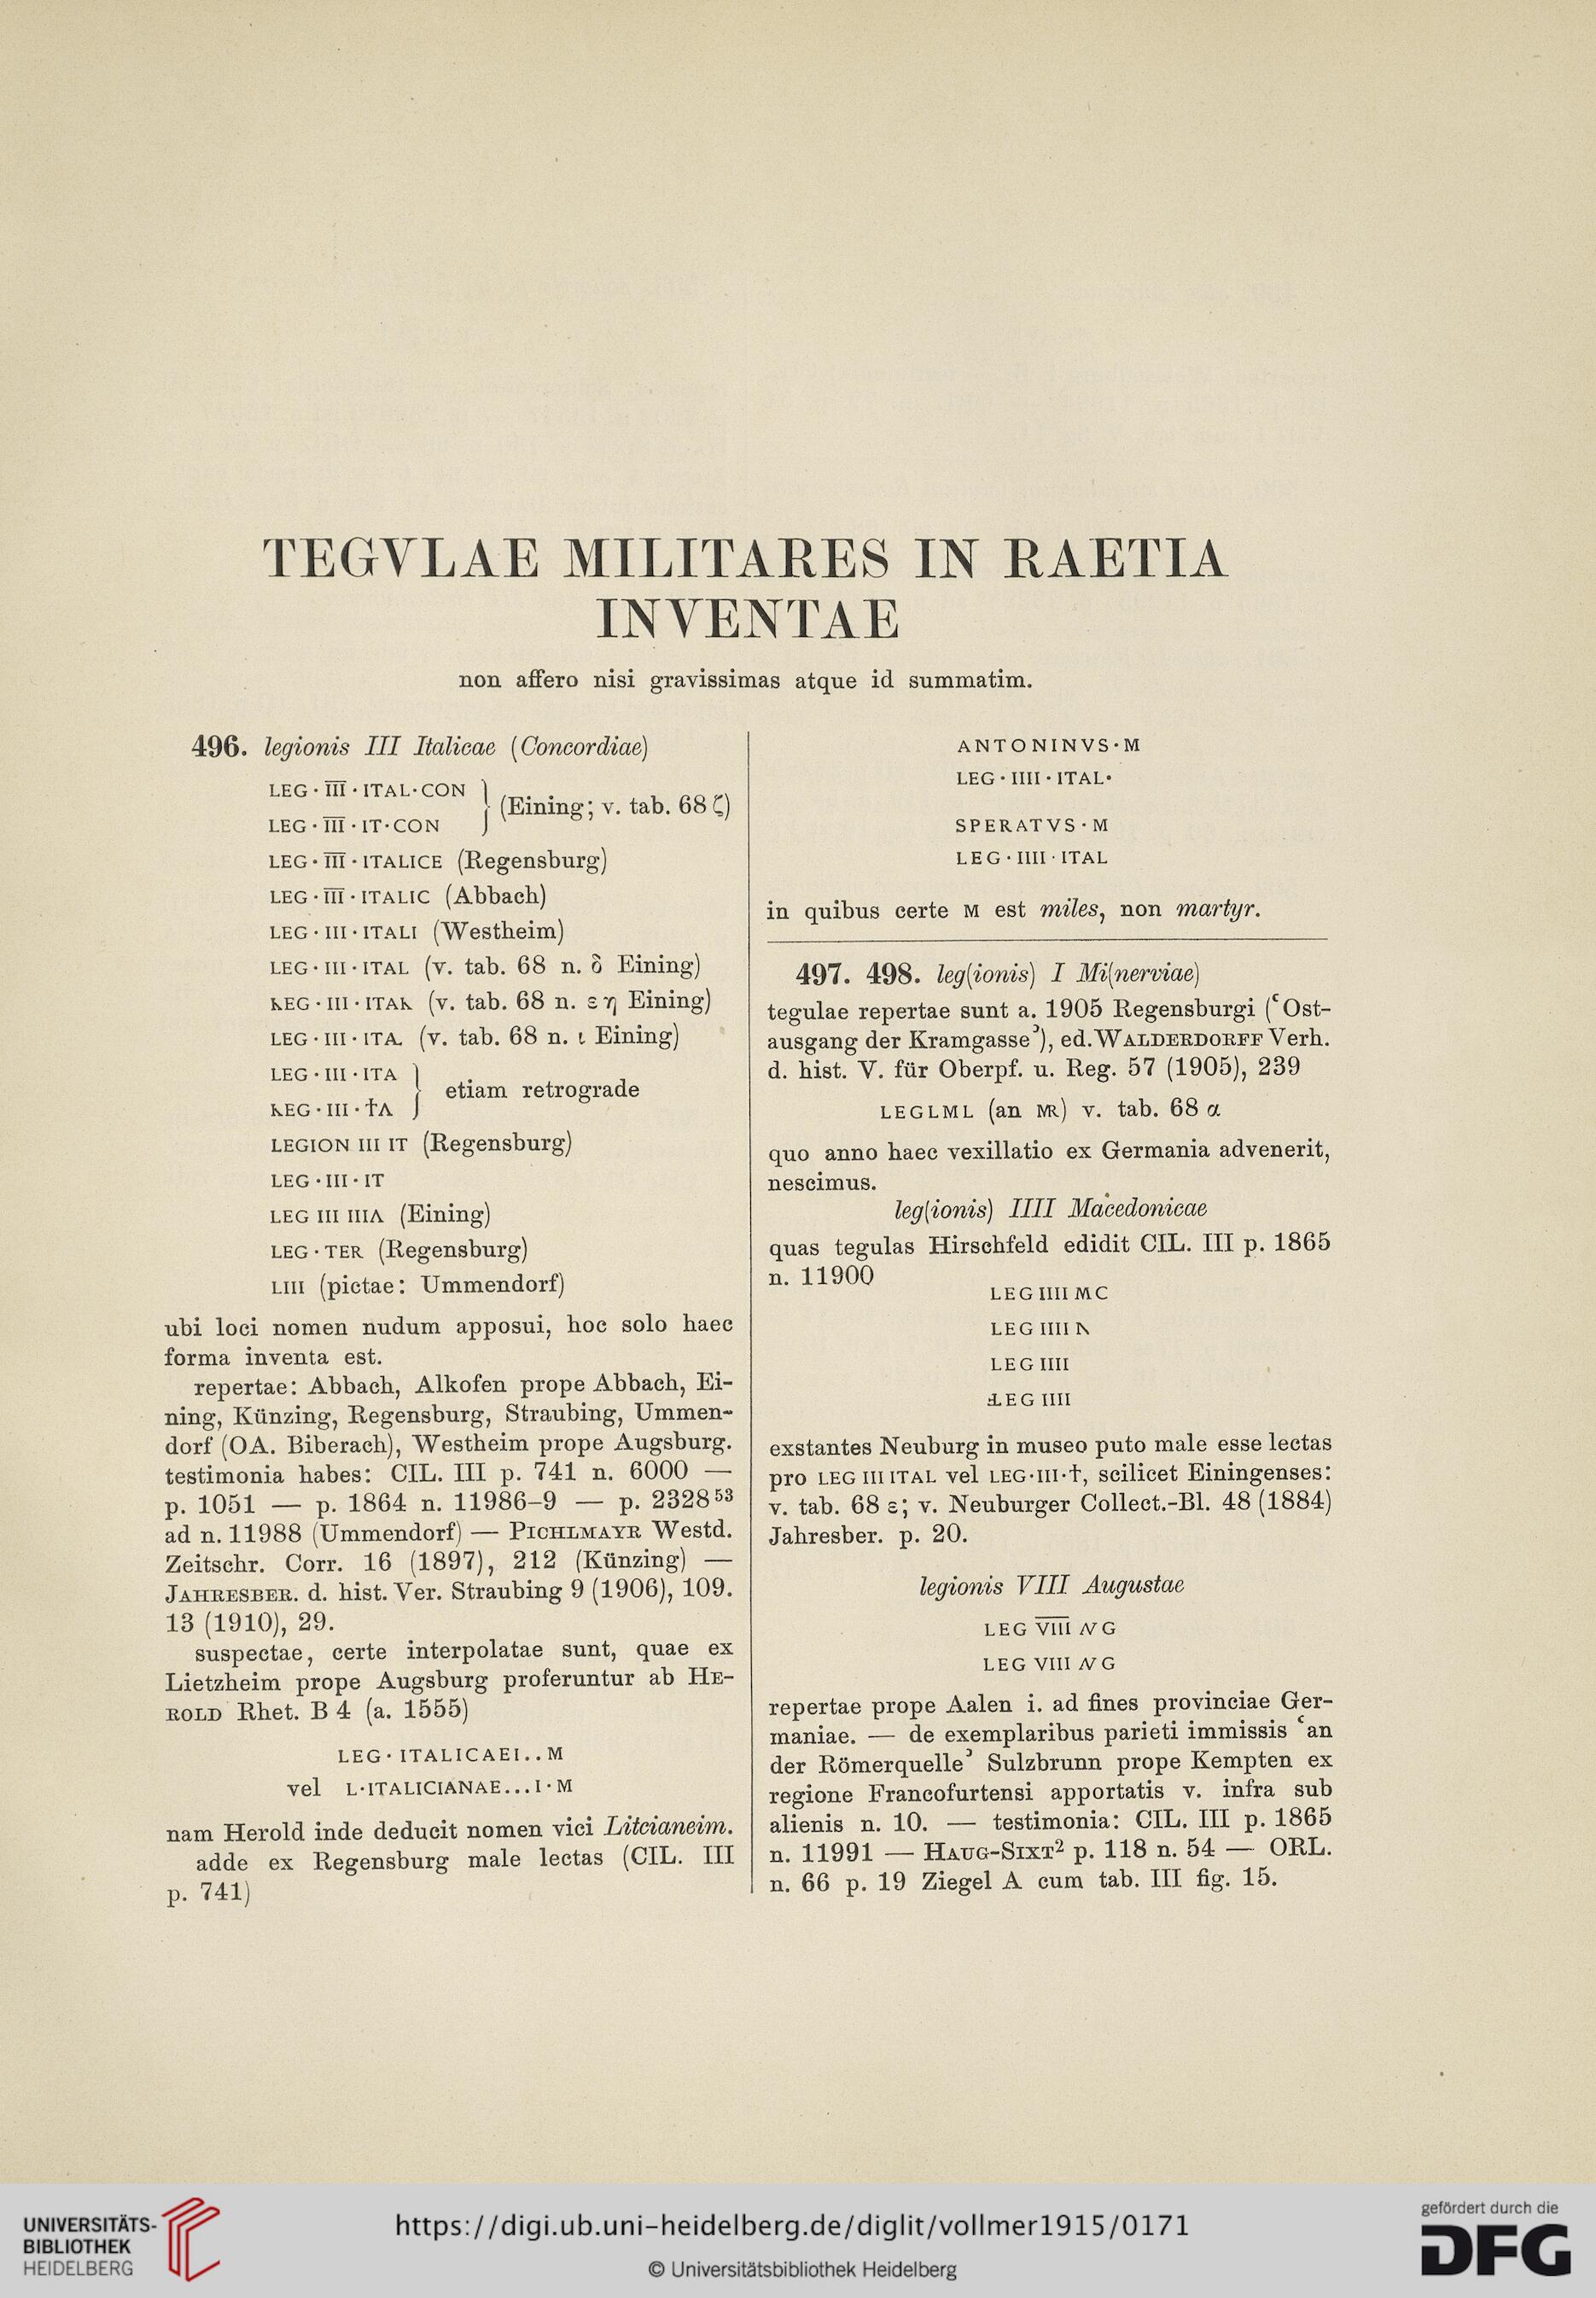 TEGVLAE MILITARES IN RAETIA
INVENTAE
non affero nisi gravissimas atque id summatim.
496. legionis III Italicae (Concordiae)
LEG · I̅I̅I̅ · ITAL · CON
LEG · I̅I̅I̅ · IT · CON
(Eining; v. tab. 68 ζ)
LEG · I̅I̅I̅ · ITALICE (Regensburg)
LEG · I̅I̅I̅ · ITALIC (Abbach)
LEG · III · ITALI (Westheim)
LEG · III · ITAL (v. tab. 68 n. δ Eining)
LEG · III · ITAL (v. tab. 68 n. ε η Eining)
LEG · III · ITA (v. tab. 68 n. ι Eining)
LEG · III · ITA
LEG · III · †Λ
etiam retrograde
LEGION III IT (Regensburg)
LEG · III · IT
LEG III IIIΛ (Eining)
LEG · TER (Regensburg)
LIII (pictae: Ummendorf)
ubi loci nomen nudum apposui, hoc solo haec
forma inventa est.
repertae: Abbach, Alkofen prope Abbach, Ei-
ning, Künzing, Regensburg, Straubing, Ummen-
dorf (OA. Biberach), Westheim prope Augsburg.
testimonia habes: CIL. III p. 741 n. 6000 —
p. 1051 — p. 1864 n. 11986-9 — p. 2328⁵³
ad n. 11988 (Ummendorf) — PICHLMAYR Westd.
Zeitschr. Corr. 16 (1897), 212 (Künzing) —
JAHRESBER. d. hist. Ver. Straubing 9 (1906), 109.
13 (1910), 29.
suspectae, certe interpolatae sunt, quae ex
Lietzheim prope Augsburg proferuntur ab HE-
ROLD Rhet. B 4 (a. 1555)
LEG · ITALICAEI..M
vel L·ITALICIANAE...I·M
nam Herold inde deducit nomen vici Litcianeim.
adde ex Regensburg male lectas (CIL. III
p. 741)
ANTONINVS · M
LEG · IIII · ITAL·
SPERATVS · M
LEG · IIII · ITAL
in quibus certe M est miles, non martyr.
497. 498. leg(ionis) I Mi(nerviae)
tegulae repertae sunt a. 1905 Regensburgi (‘Ost-
ausgang der Kramgasse’), ed. WALDERDORFF Verh.
d. hist. V. für Oberpf. u. Reg. 57 (1905), 239
LEGLML (an MR) v. tab. 68 α
quo anno haec vexillatio ex Germania advenerit,
nescimus.
leg(ionis) IIII Macedonicae
quas tegulas Hirschfeld edidit CIL. III p. 1865
n. 11900
LEG IIII MC
LEG IIII
LEG IIII
LEG IIII
exstantes Neuburg in museo puto male esse lectas
pro LEG III ITAL vel LEG·III·†, scilicet Einingenses:
v. tab. 68 ε; v. Neuburger Collect.-Bl. 48 (1884)
Jahresber. p. 20.
legionis VIII Augustae
LEG V̅I̅I̅I̅ AVG
LEG VIII AVG
repertae prope Aalen i. ad fines provinciae Ger-
maniae. — de exemplaribus parieti immissis ‘an
der Römerquelle’ Sulzbrunn prope Kempten ex
regione Francofurtensi apportatis v. infra sub
alienis n. 10. — testimonia: CIL. III p. 1865
n. 11991 — HAUG-SIXT² p. 118 n. 54 — ORL.
n. 66 p. 19 Ziegel A cum tab. III fig. 15.
UNIVERSITÄTS-
BIBLIOTHEK
HEIDELBERG
https://digi.ub.uni-heidelberg.de/diglit/vollmer1915/0171
© Universitätsbibliothek Heidelberg
gefördert durch die
DFG